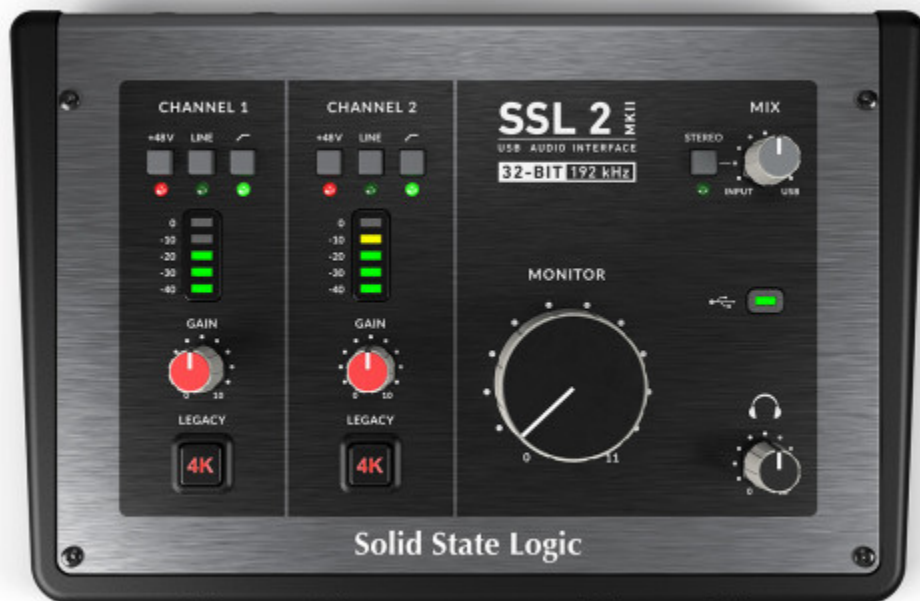 CHANNEL 1
+48V LINE
0
-10
-20
-30
-40
GAIN
0 10
LEGACY
4K
CHANNEL 2
+48V LINE
0
-10
-20
-30
-40
GAIN
0 10
LEGACY
4K
SSL 2 MKII
USB AUDIO INTERFACE
32-BIT 192 kHz
MIX
STEREO
INPUT USB
MONITOR
0 11
0
Solid State Logic